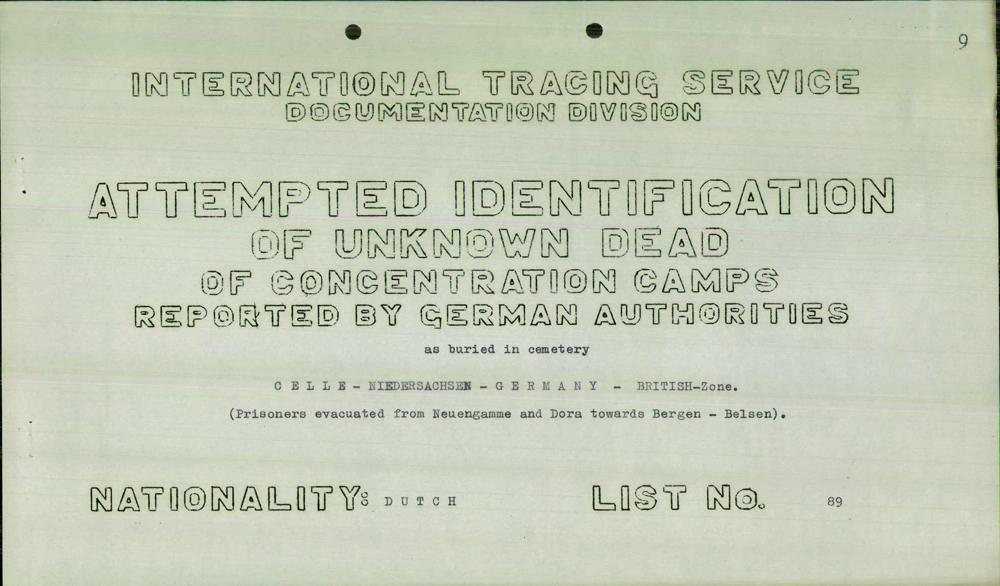 9
INTERNATIONAL TRACING SERVICE
DOCUMENTATION DIVISION
ATTEMPTED IDENTIFICATION
OF UNKNOWN DEAD
OF CONCENTRATION CAMPS
REPORTED BY GERMAN AUTHORITIES
as buried in cemetery
C E L L E - NIEDERSACHSEN - G E R M A N Y - BRITISH-Zone.
(Prisoners evacuated from Neuengamme and Dora towards Bergen - Belsen).
NATIONALITY: D U T C H LIST No. 89